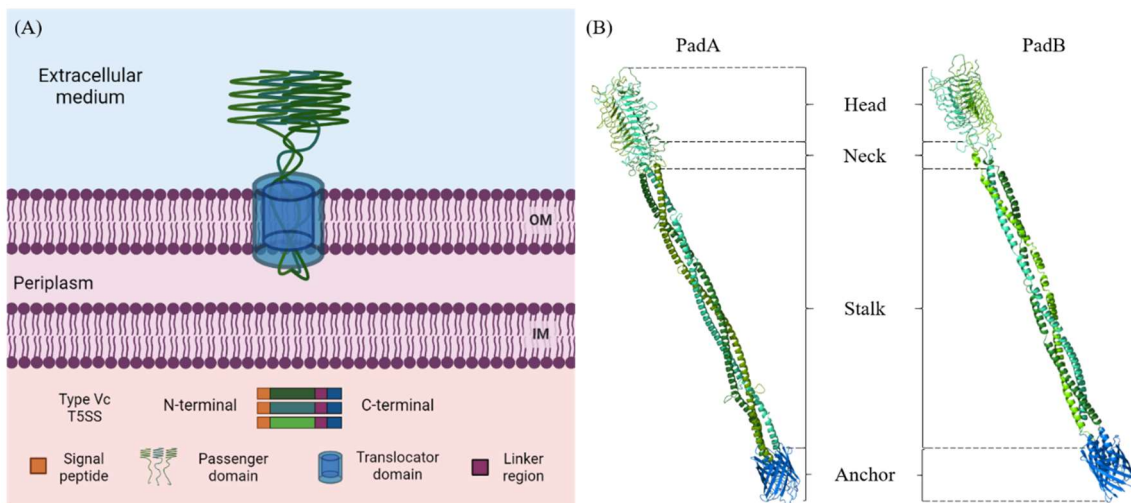 (A)
Extracellular
medium
OM
Periplasm
IM
Type Vc
T5SS
N-terminal
C-terminal
Signal
peptide
Passenger
domain
Translocator
domain
Linker
region
(B)
PadA
PadB
Head
Neck
Stalk
Anchor